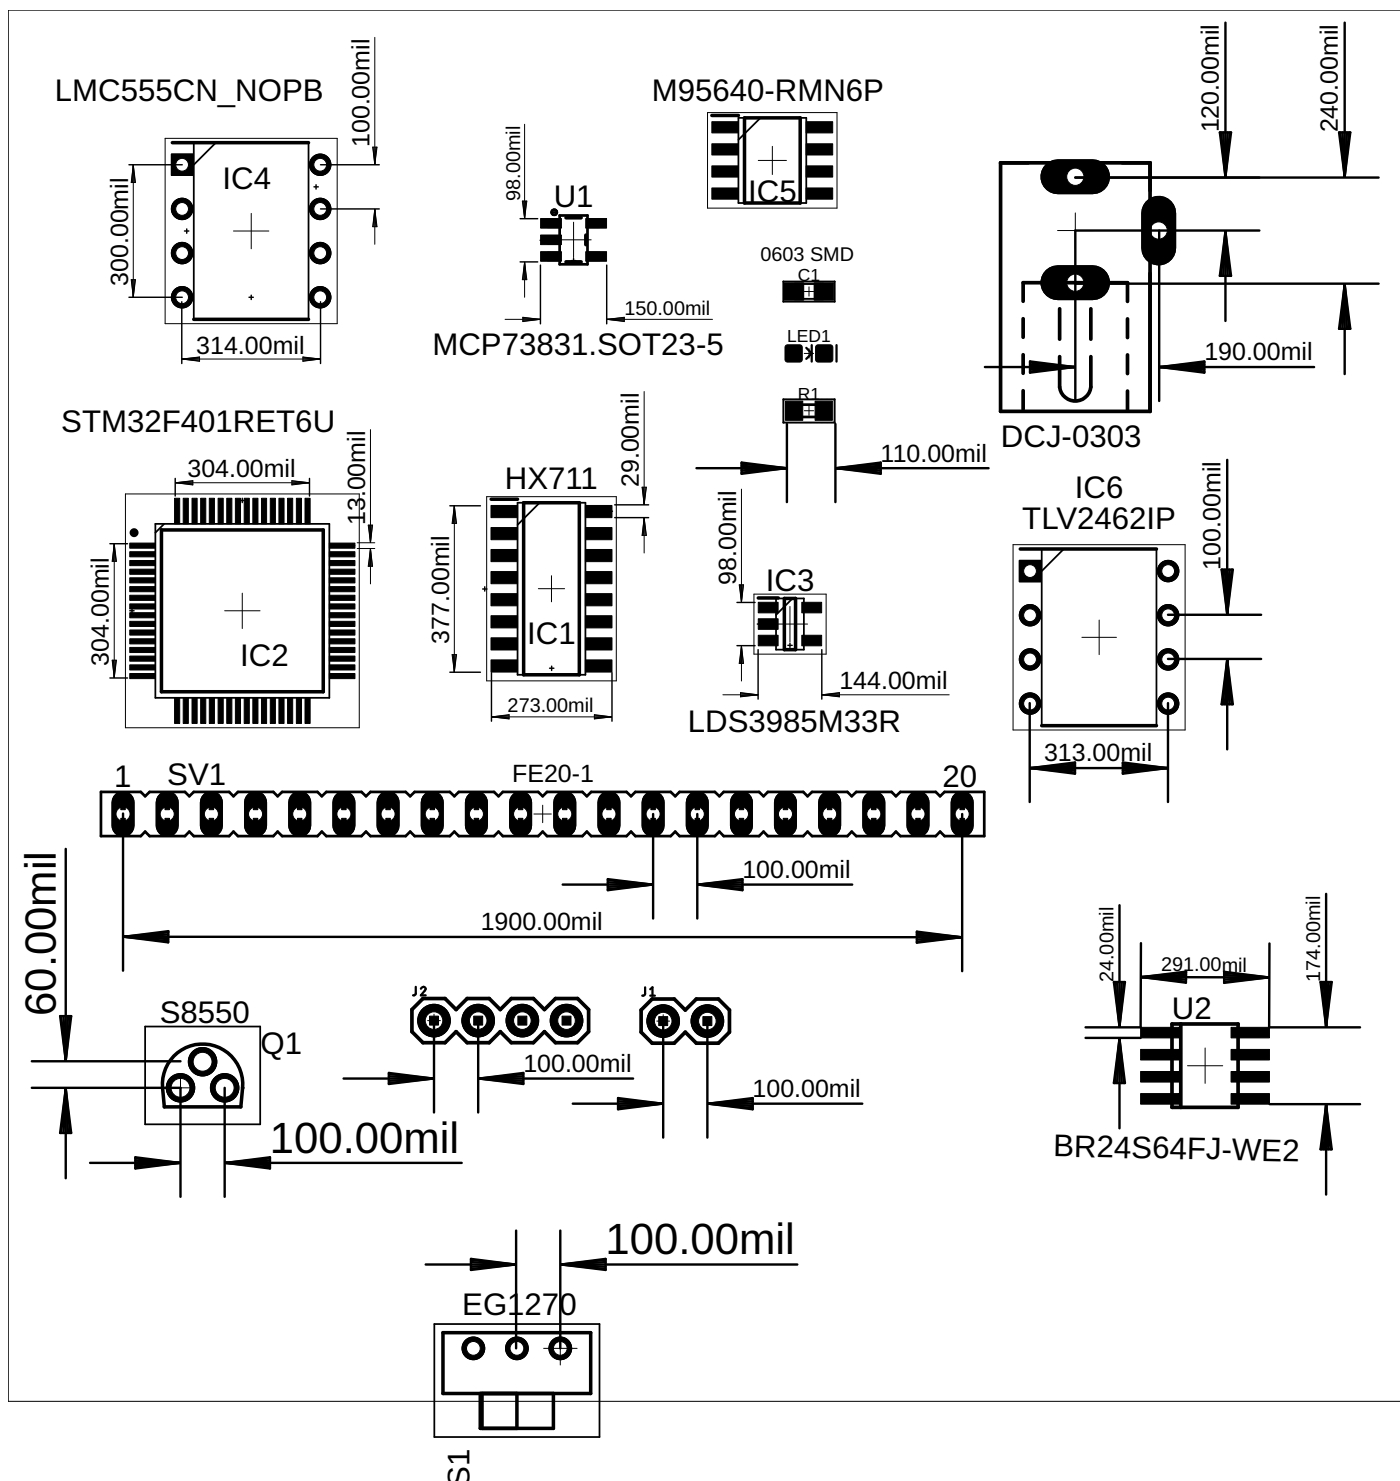 LMC555CN_NOPB
100.00mil
IC4
300.00mil
314.00mil
98.00mil
U1
150.00mil
MCP73831.SOT23-5
M95640-RMN6P
IC5
0603 SMD
C1
LED1
R1
110.00mil
120.00mil
240.00mil
190.00mil
DCJ-0303
STM32F401RET6U
304.00mil
13.00mil
304.00mil
IC2
HX711
29.00mil
377.00mil
IC1
273.00mil
98.00mil
IC3
144.00mil
LDS3985M33R
IC6
TLV2462IP
100.00mil
313.00mil
1
SV1
FE20-1
20
100.00mil
1900.00mil
60.00mil
S8550
Q1
100.00mil
J2
100.00mil
J1
100.00mil
24.00mil
291.00mil
174.00mil
U2
BR24S64FJ-WE2
100.00mil
EG1270
S1